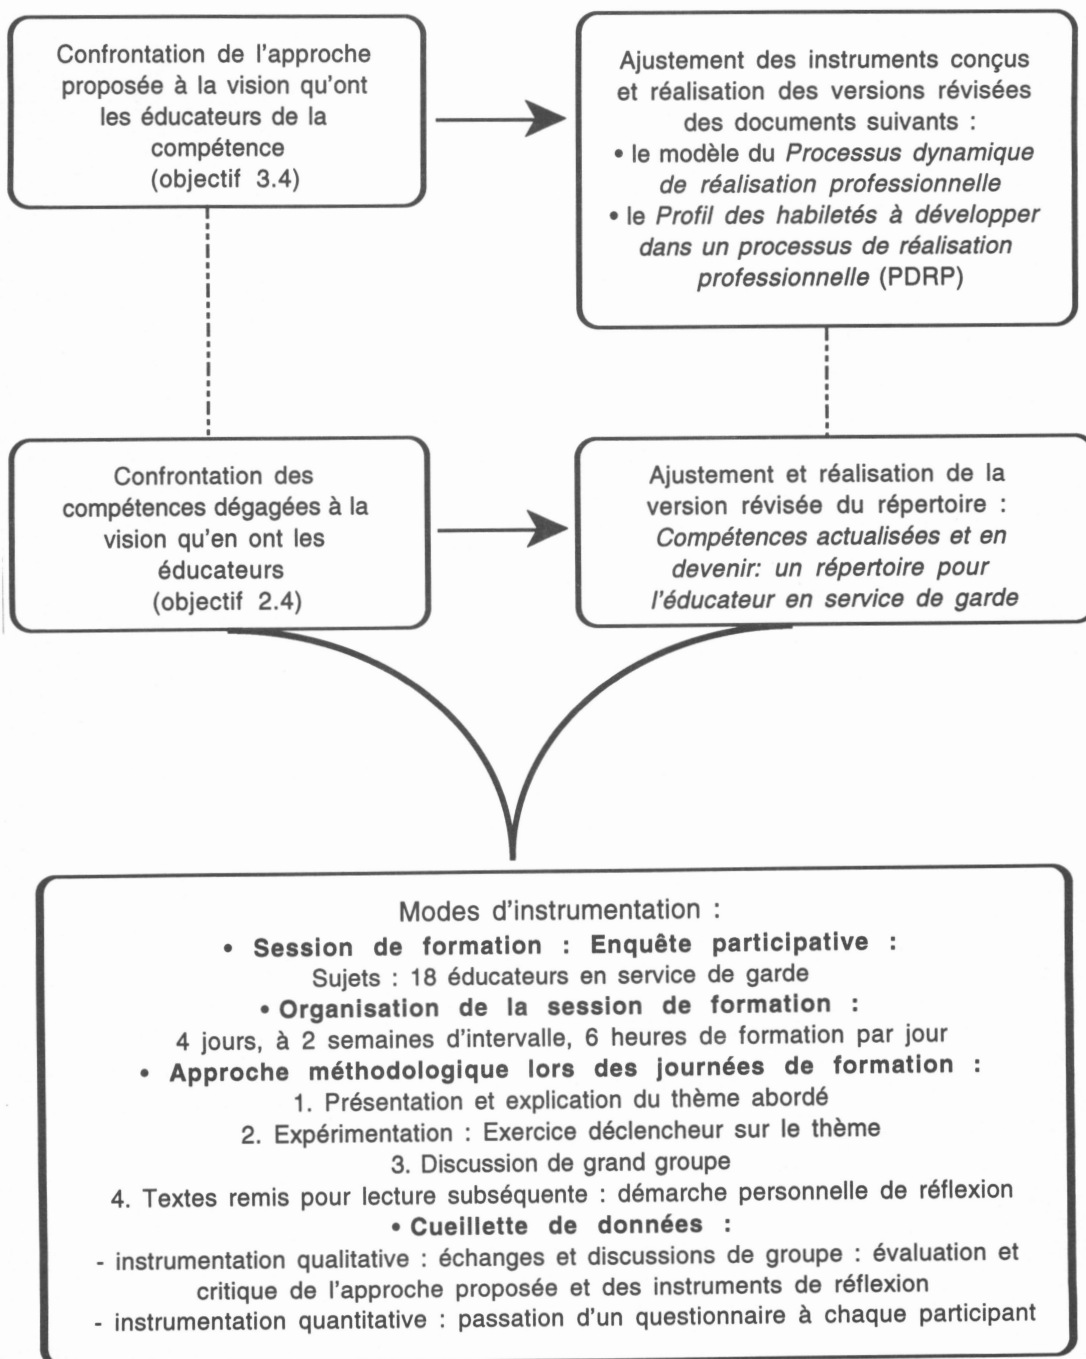 Confrontation de l'approche
proposée à la vision qu'ont
les éducateurs de la
compétence
(objectif 3.4)
Ajustement des instruments conçus
et réalisation des versions révisées
des documents suivants :
• le modèle du Processus dynamique
de réalisation professionnelle
• le Profil des habiletés à développer
dans un processus de réalisation
professionnelle (PDRP)
Confrontation des
compétences dégagées à la
vision qu'en ont les
éducateurs
(objectif 2.4)
Ajustement et réalisation de la
version révisée du répertoire :
Compétences actualisées et en
devenir: un répertoire pour
l'éducateur en service de garde
Modes d'instrumentation :
• Session de formation : Enquête participative :
Sujets : 18 éducateurs en service de garde
• Organisation de la session de formation :
4 jours, à 2 semaines d'intervalle, 6 heures de formation par jour
• Approche méthodologique lors des journées de formation :
1. Présentation et explication du thème abordé
2. Expérimentation : Exercice déclencheur sur le thème
3. Discussion de grand groupe
4. Textes remis pour lecture subséquente : démarche personnelle de réflexion
• Cueillette de données :
- instrumentation qualitative : échanges et discussions de groupe : évaluation et
critique de l'approche proposée et des instruments de réflexion
- instrumentation quantitative : passation d'un questionnaire à chaque participant